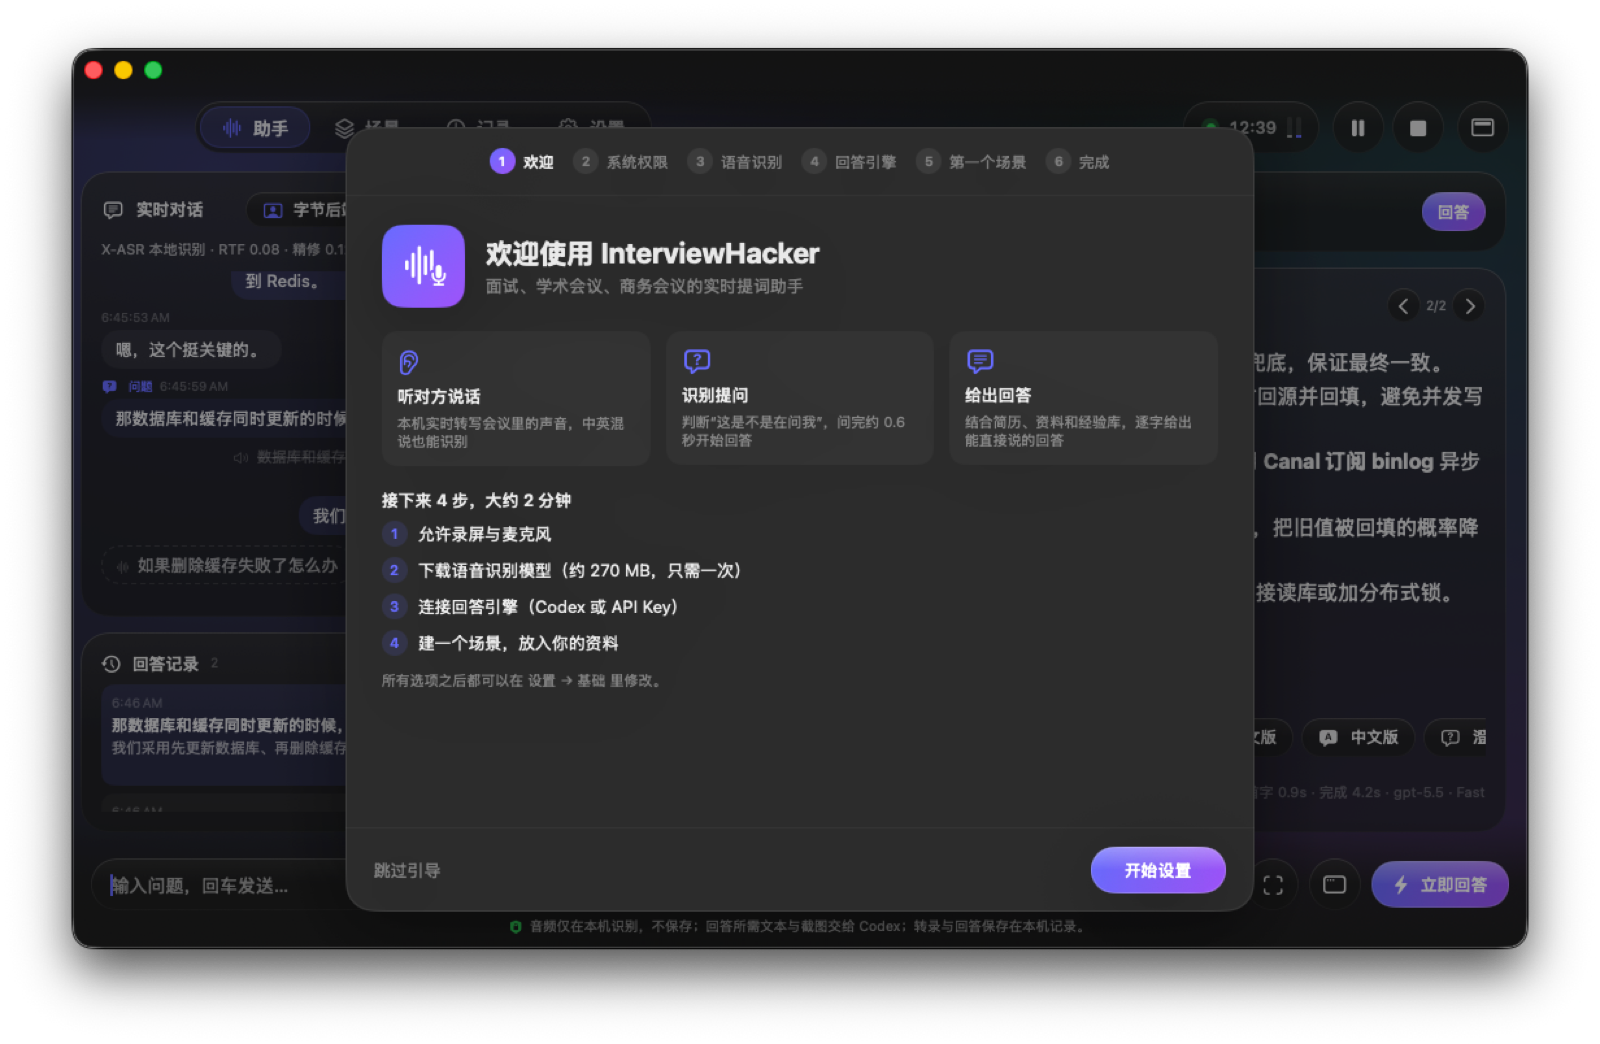 助手
12:39
1 欢迎
2 系统权限
3 语音识别
4 回答引擎
5 第一个场景
6 完成
实时对话
字节后
X-ASR 本地识别 · RTF 0.08 · 精修 0.1
到 Redis。
6:45:53 AM
嗯，这个挺关键的。
问题 6:45:59 AM
那数据库和缓存同时更新的时候
数据库和缓存
我们
如果删除缓存失败了怎么办
回答记录 2
6:46 AM
那数据库和缓存同时更新的时候，
我们采用先更新数据库、再删除缓存
6:46 AM
输入问题，回车发送...
欢迎使用 InterviewHacker
面试、学术会议、商务会议的实时提词助手
听对方说话
本机实时转写会议里的声音，中英混
说也能识别
识别提问
判断“这是不是在问我”，问完约 0.6
秒开始回答
给出回答
结合简历、资料和经验库，逐字给出
能直接说的回答
接下来 4 步，大约 2 分钟
1 允许录屏与麦克风
2 下载语音识别模型（约 270 MB，只需一次）
3 连接回答引擎（Codex 或 API Key）
4 建一个场景，放入你的资料
所有选项之后都可以在 设置 → 基础 里修改。
跳过引导
开始设置
回答
2/2
兜底，保证最终一致。
回源并回填，避免并发写
Canal 订阅 binlog 异步
，把旧值被回填的概率降
接读库或加分布式锁。
文版
中文版
字 0.9s · 完成 4.2s · gpt-5.5 · Fast
立即回答
音频仅在本机识别，不保存；回答所需文本与截图交给 Codex；转录与回答保存在本机记录。